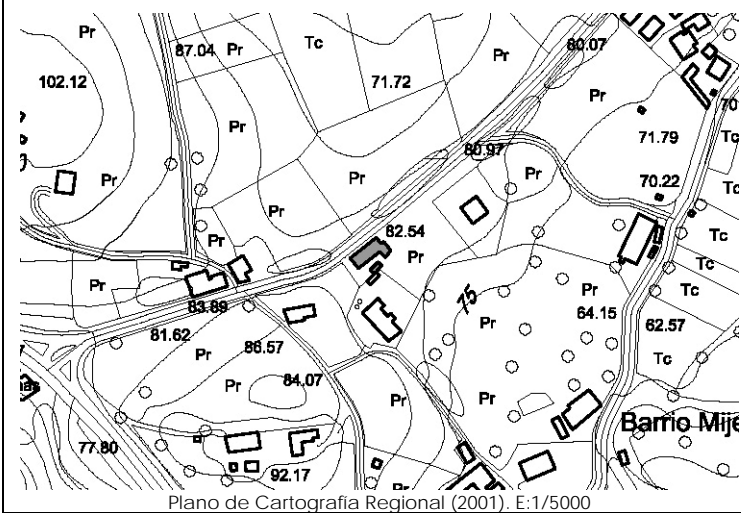 Pr
87.04
Pr
Tc
80.07
102.12
71.72
Pr
70
Pr
71.79
Tc
80.97
Pr
Pr
Pr
70.22
Tc
Pr
82.54
Tc
Pr
Pr
Tc
Pr
75
Pr
Tc
83.89
Pr
64.15
62.57
81.62
86.57
Tc
Pr
Pr
84.07
Pr
Pr
Barrio Mije
77.80
92.17
Pr
Plano de Cartografía Regional (2001). E:1/5000